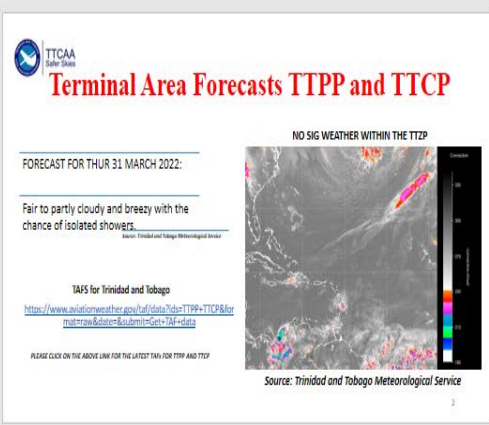 TTCAA
Safer Skies
Terminal Area Forecasts TTPP and TTCP
NO SIG WEATHER WITHIN THE TTZP
FORECAST FOR THUR 31 MARCH 2022:
Fair to partly cloudy and breezy with the
chance of isolated showers.
Source: Trinidad and Tobago Meteorological Service
TAFS for Trinidad and Tobago
https://www.aviationweather.gov/taf/data?ids=TTPP+TTCP&for
mat=raw&date=&submit=Get+TAF+data
PLEASE CLICK ON THE ABOVE LINK FOR THE LATEST TAFs FOR TTPP AND TTCP
Source: Trinidad and Tobago Meteorological Service
2